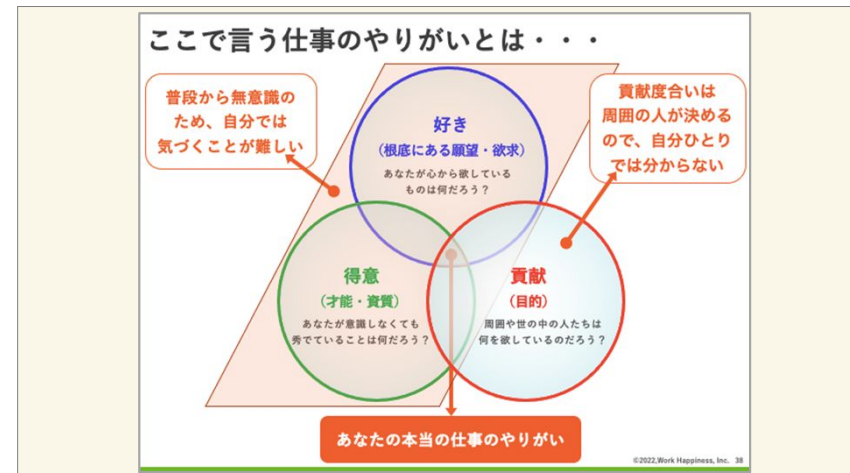 ここで言う仕事のやりがいとは・・・
普段から無意識の
ため、自分では
気づくことが難しい
貢献度合いは
周囲の人が決める
ので、自分ひとり
では分からない
好き
(根底にある願望・欲求)
あなたが心から欲している
ものは何だろう？
得意
(才能・資質)
あなたが意識しなくても
秀でていることは何だろう？
貢献
(目的)
周囲や世の中の人たちは
何を欲しているのだろう？
あなたの本当の仕事のやりがい
©2022,Work Happiness, Inc. 38